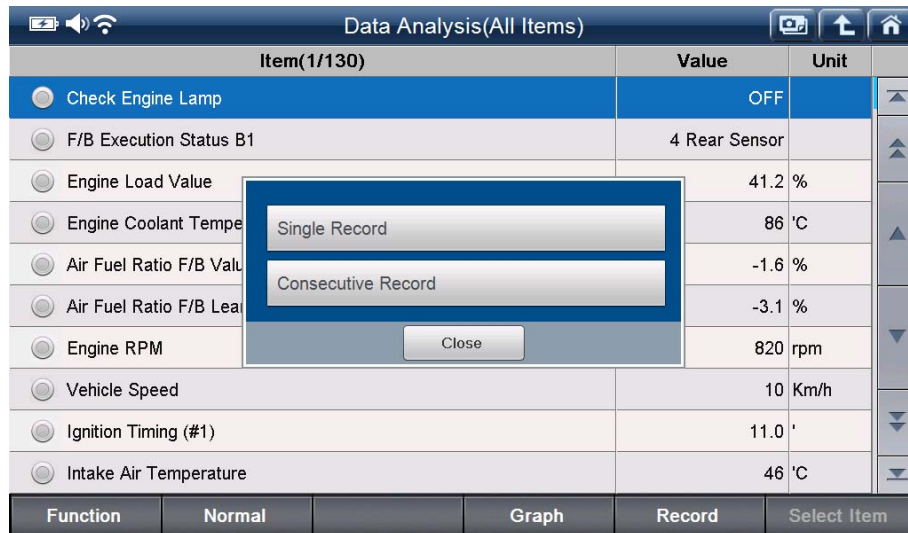 Data Analysis(All Items)
Item(1/130) Value Unit
Check Engine Lamp OFF
F/B Execution Status B1 4 Rear Sensor
Engine Load Value 41.2 %
Engine Coolant Tempe 86 'C
Air Fuel Ratio F/B Valu -1.6 %
Air Fuel Ratio F/B Lea -3.1 %
Engine RPM 820 rpm
Vehicle Speed 10 Km/h
Ignition Timing (#1) 11.0 '
Intake Air Temperature 46 'C
Single Record
Consecutive Record
Close
Function Normal Graph Record Select Item